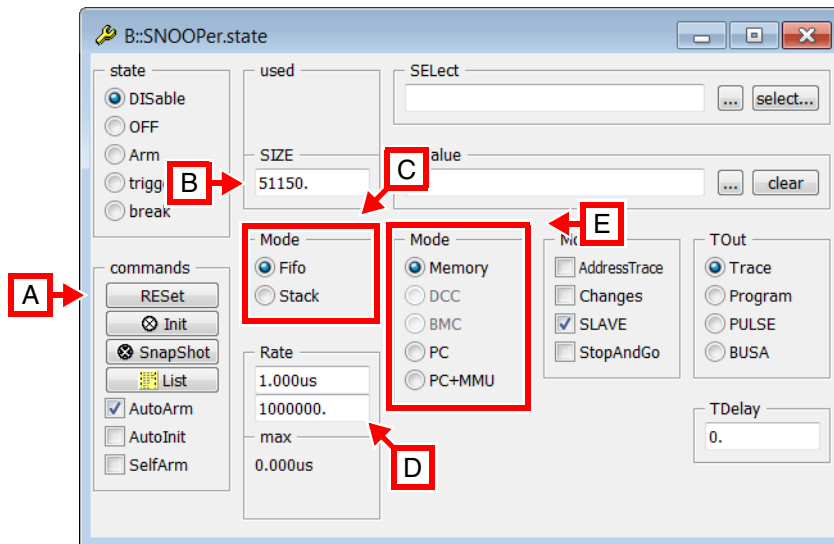 B::SNOOPer.state
state
DISable
OFF
Arm
trigg
break
used
SELect
... select...
SIZE
51150.
alue
... clear
A
B
C
D
E
commands
RESet
Init
SnapShot
List
AutoArm
AutoInit
SelfArm
Mode
Fifo
Stack
Rate
1.000us
1000000.
max
0.000us
Mode
Memory
DCC
BMC
PC
PC+MMU
AddressTrace
Changes
SLAVE
StopAndGo
TOut
Trace
Program
PULSE
BUSA
TDelay
0.